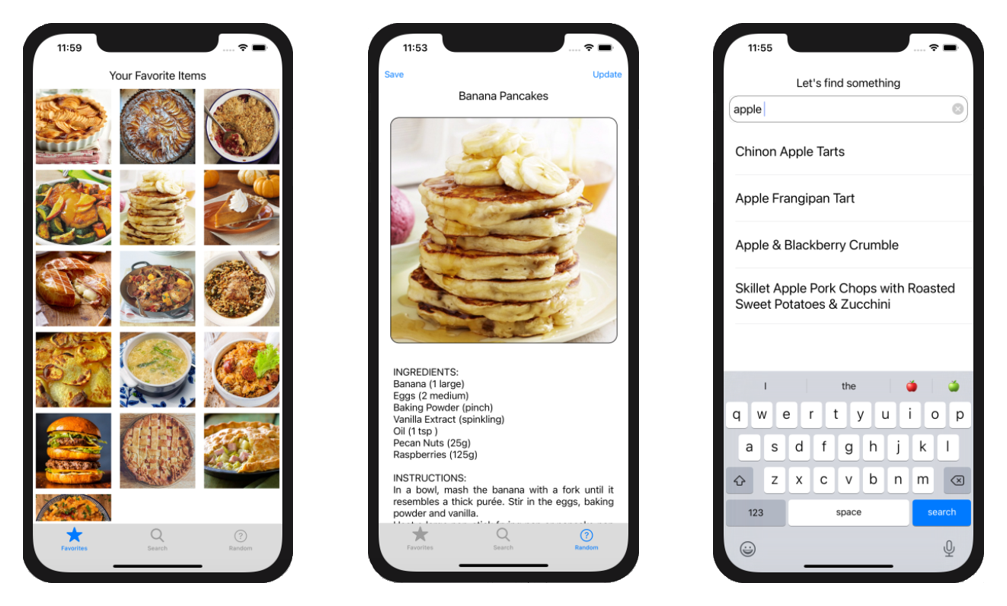 11:59
Your Favorite Items
Favorites
Search
Random
11:53
Save
Update
Banana Pancakes
INGREDIENTS:
Banana (1 large)
Eggs (2 medium)
Baking Powder (pinch)
Vanilla Extract (spinkling)
Oil (1 tsp )
Pecan Nuts (25g)
Raspberries (125g)
INSTRUCTIONS:
In a bowl, mash the banana with a fork until it
resembles a thick purée. Stir in the eggs, baking
powder and vanilla.
Favorites
Search
Random
11:55
Let's find something
apple
Chinon Apple Tarts
Apple Frangipan Tart
Apple & Blackberry Crumble
Skillet Apple Pork Chops with Roasted
Sweet Potatoes & Zucchini
I
the
q w e r t y u i o p
a s d f g h j k l
z x c v b n m
123
space
search